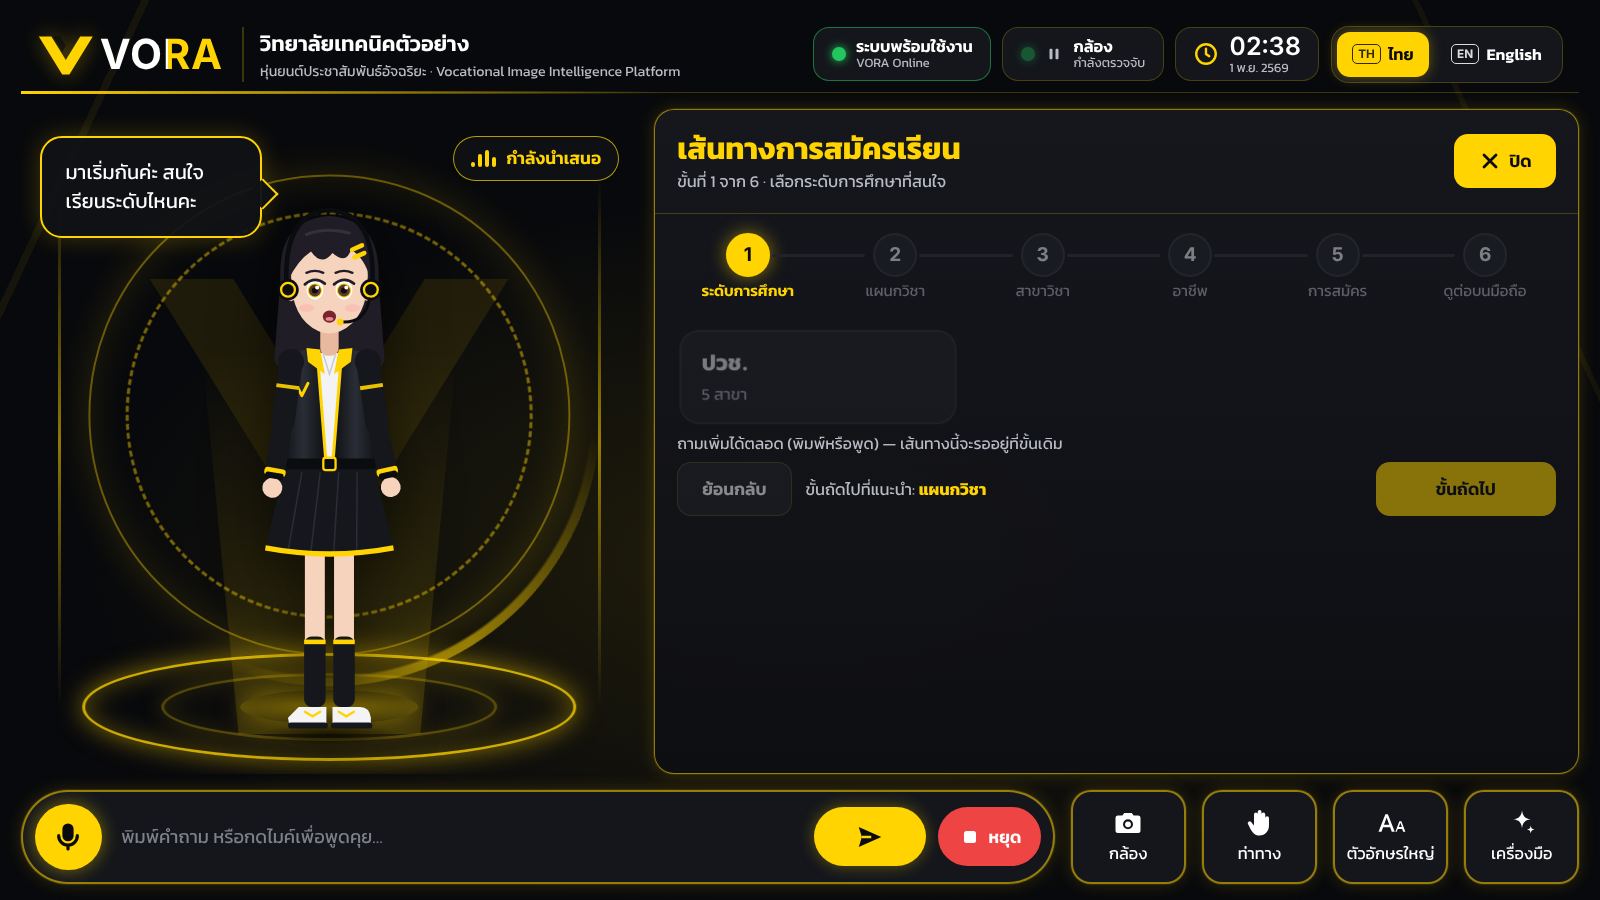 VORA
วิทยาลัยเทคนิคตัวอย่าง
หุ่นยนต์ประชาสัมพันธ์อัจฉริยะ · Vocational Image Intelligence Platform
ระบบพร้อมใช้งาน
VORA Online
กล้อง
กำลังตรวจจับ
02:38
1 พ.ย. 2569
TH ไทย
EN English
มาเริ่มกันค่ะ สนใจ
เรียนระดับไหนคะ
กำลังนำเสนอ
เส้นทางการสมัครเรียน
ขั้นที่ 1 จาก 6 · เลือกระดับการศึกษาที่สนใจ
ปิด
1 2 3 4 5 6
ระดับการศึกษา แผนกวิชา สาขาวิชา อาชีพ การสมัคร ดูต่อบนมือถือ
ปวช.
5 สาขา
ถามเพิ่มได้ตลอด (พิมพ์หรือพูด) — เส้นทางนี้จะรออยู่ที่ขั้นเดิม
ย้อนกลับ
ขั้นถัดไปที่แนะนำ: แผนกวิชา
ขั้นถัดไป
พิมพ์คำถาม หรือกดไมค์เพื่อพูดคุย...
หยุด
กล้อง
ท่าทาง
AA
ตัวอักษรใหญ่
เครื่องมือ